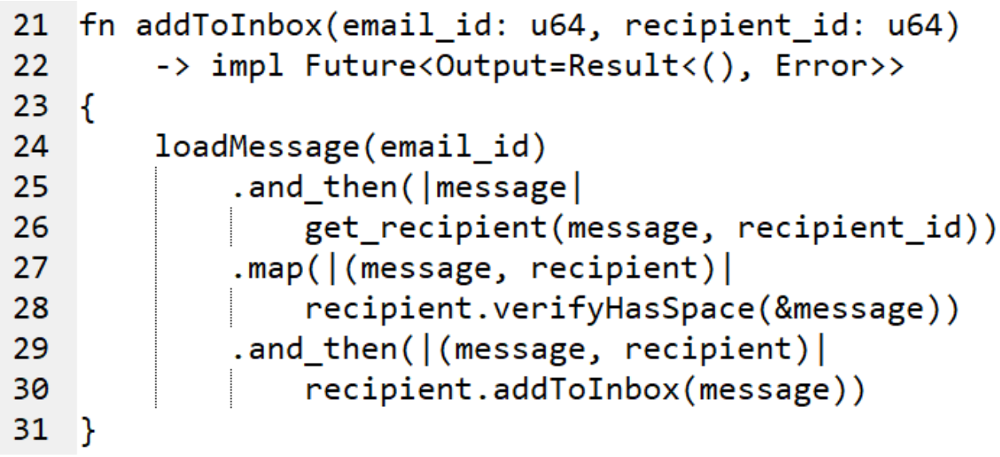 21 fn addToInbox(email_id: u64, recipient_id: u64)
22     -> impl Future<Output=Result<(), Error>>
23 {
24     loadMessage(email_id)
25         .and_then(|message|
26             get_recipient(message, recipient_id))
27         .map(|(message, recipient)|
28             recipient.verifyHasSpace(&message))
29         .and_then(|(message, recipient)|
30             recipient.addToInbox(message))
31 }